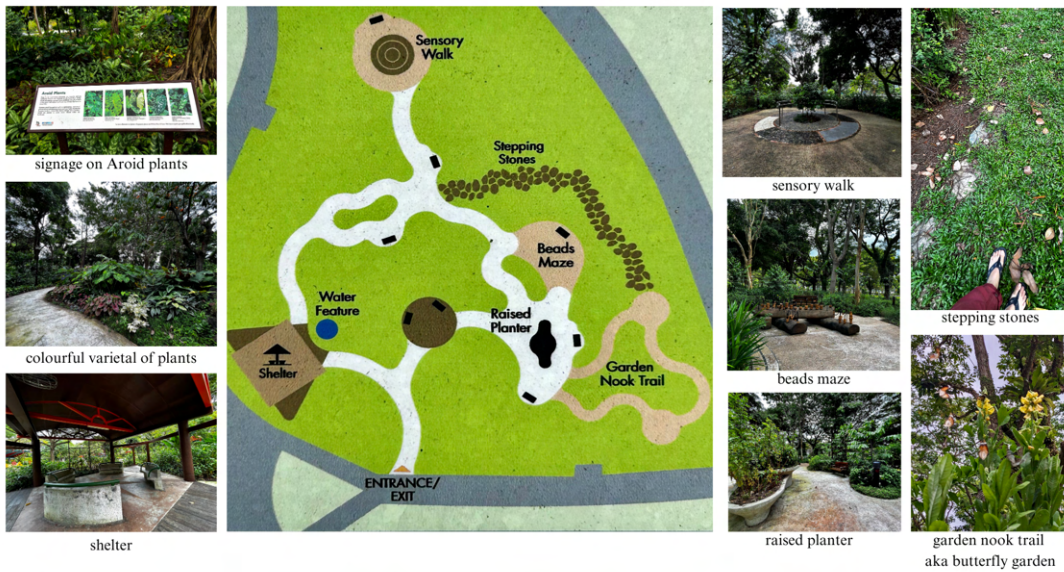 Aroid Plants
signage on Aroid plants
colourful varietal of plants
shelter
Sensory
Walk
Stepping
Stones
Beads
Maze
Water
Feature
Raised
Planter
Shelter
Garden
Nook Trail
ENTRANCE/
EXIT
sensory walk
beads maze
raised planter
stepping stones
garden nook trail
aka butterfly garden